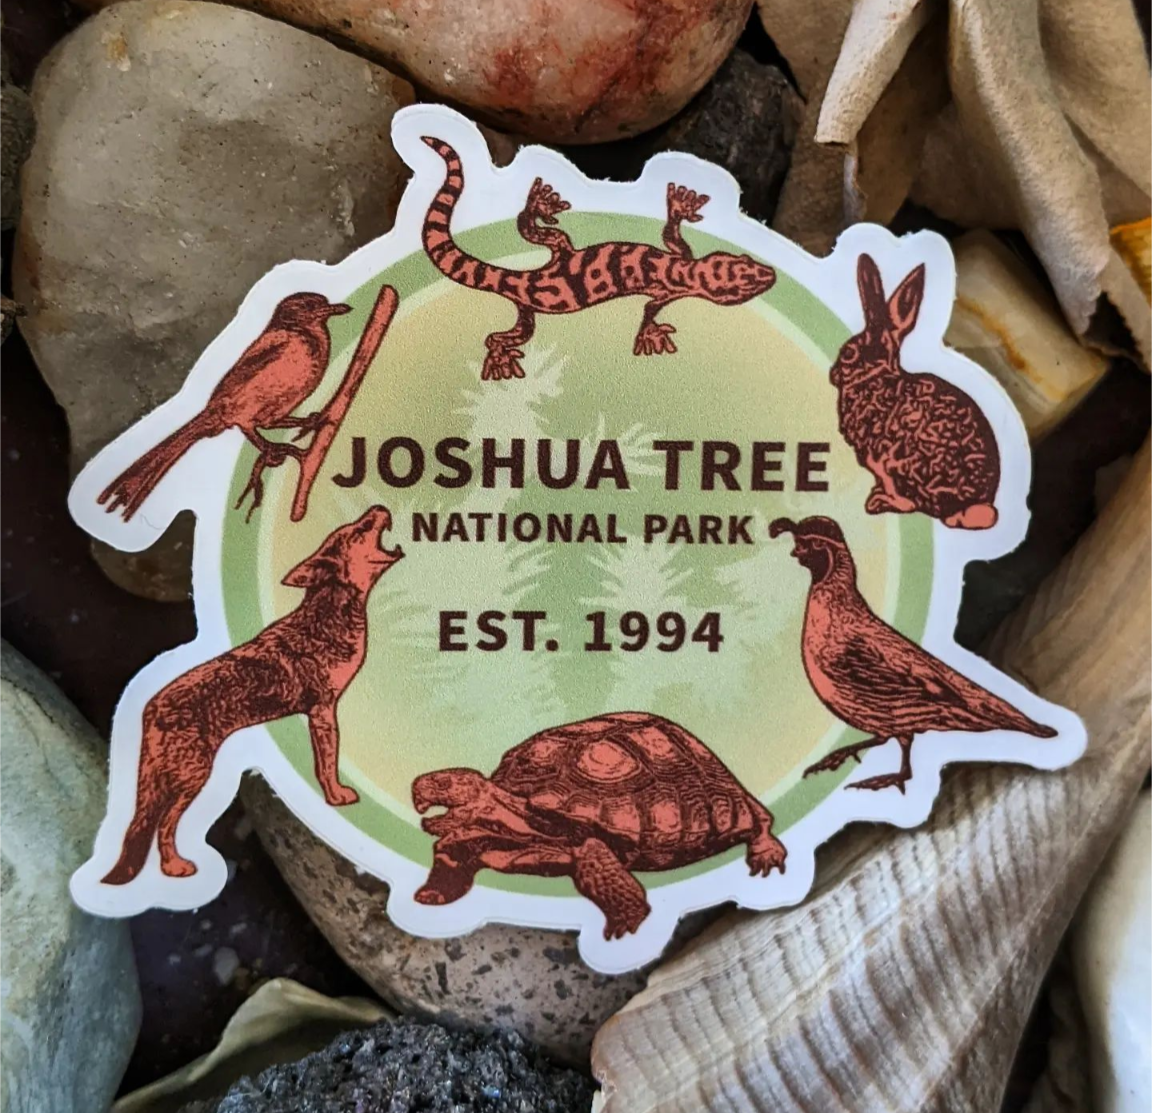 JOSHUA TREE
NATIONAL PARK
EST. 1994